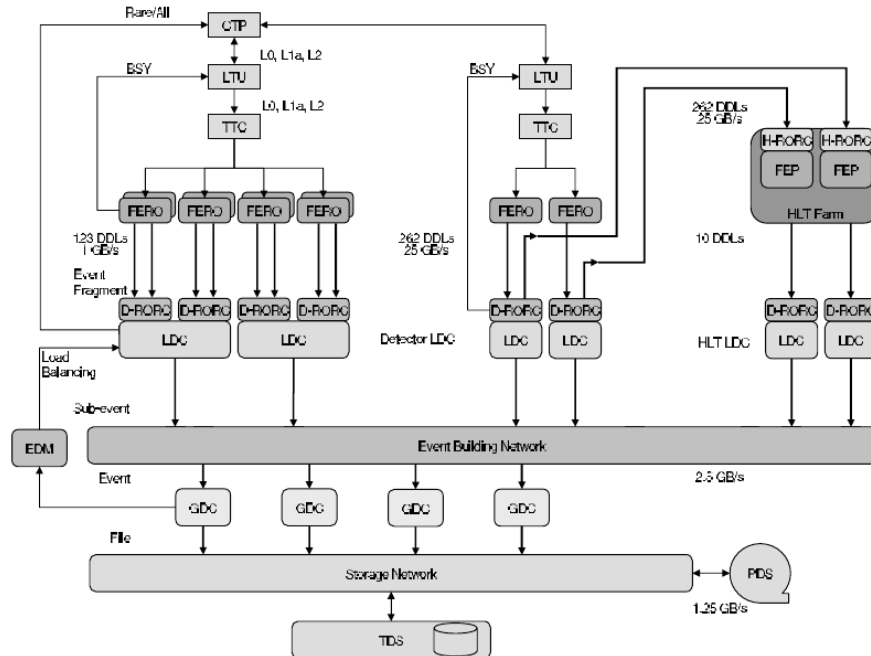 Rare/All
CTP
L0, L1a, L2
BSY
LTU
BSY
LTU
L0, L1a, L2
TTC
TTC
262 DDLs
25 GB/s
H-RORC
H-RORC
FEP
FEP
HLT Farm
FERO
FERO
FERO
FERO
FERO
FERO
123 DDLs
1 GB/s
262 DDLs
25 GB/s
10 DDLs
Event
Fragment
D-RORC
D-RORC
D-RORC
D-RORC
D-RORC
D-RORC
D-RORC
D-RORC
LDC
LDC
Detector LDC
LDC
LDC
HLT LDC
LDC
LDC
Load
Balancing
Sub-event
EDM
Event Building Network
Event
2.5 GB/s
GDC
GDC
GDC
GDC
File
Storage Network
PDS
1.25 GB/s
TDS